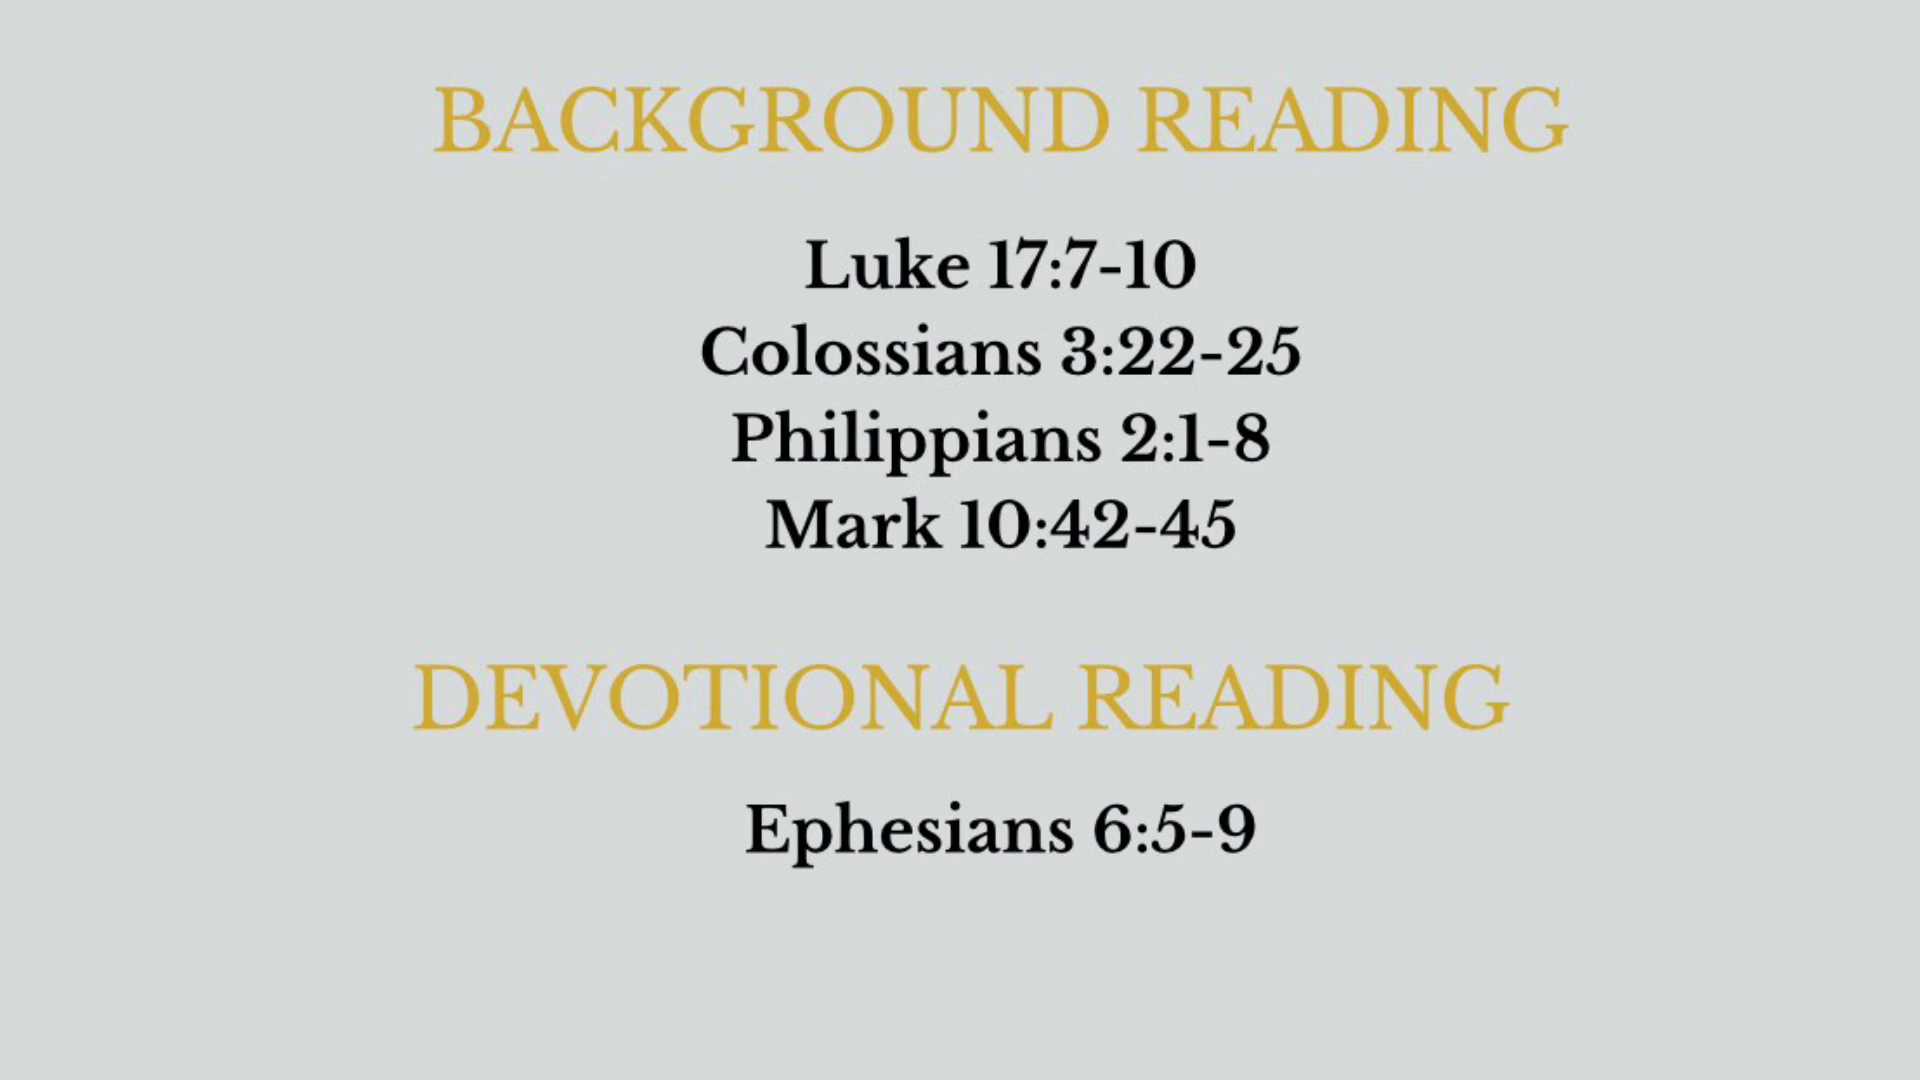 BACKGROUND READING
Luke 17:7-10
Colossians 3:22-25
Philippians 2:1-8
Mark 10:42-45
DEVOTIONAL READING
Ephesians 6:5-9